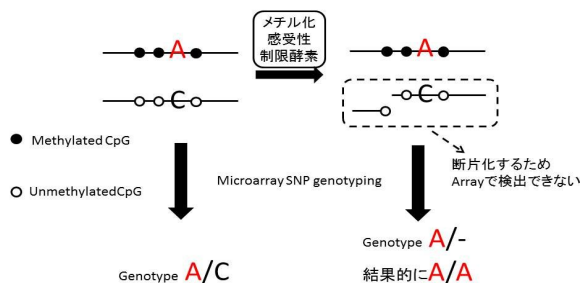 メチル化
感受性
制限酵素
A
A
C
C
Methylated CpG
UnmethylatedCpG
Microarray SNP genotyping
断片化するため
Arrayで検出できない
Genotype A/C
Genotype A/-
結果的にA/A